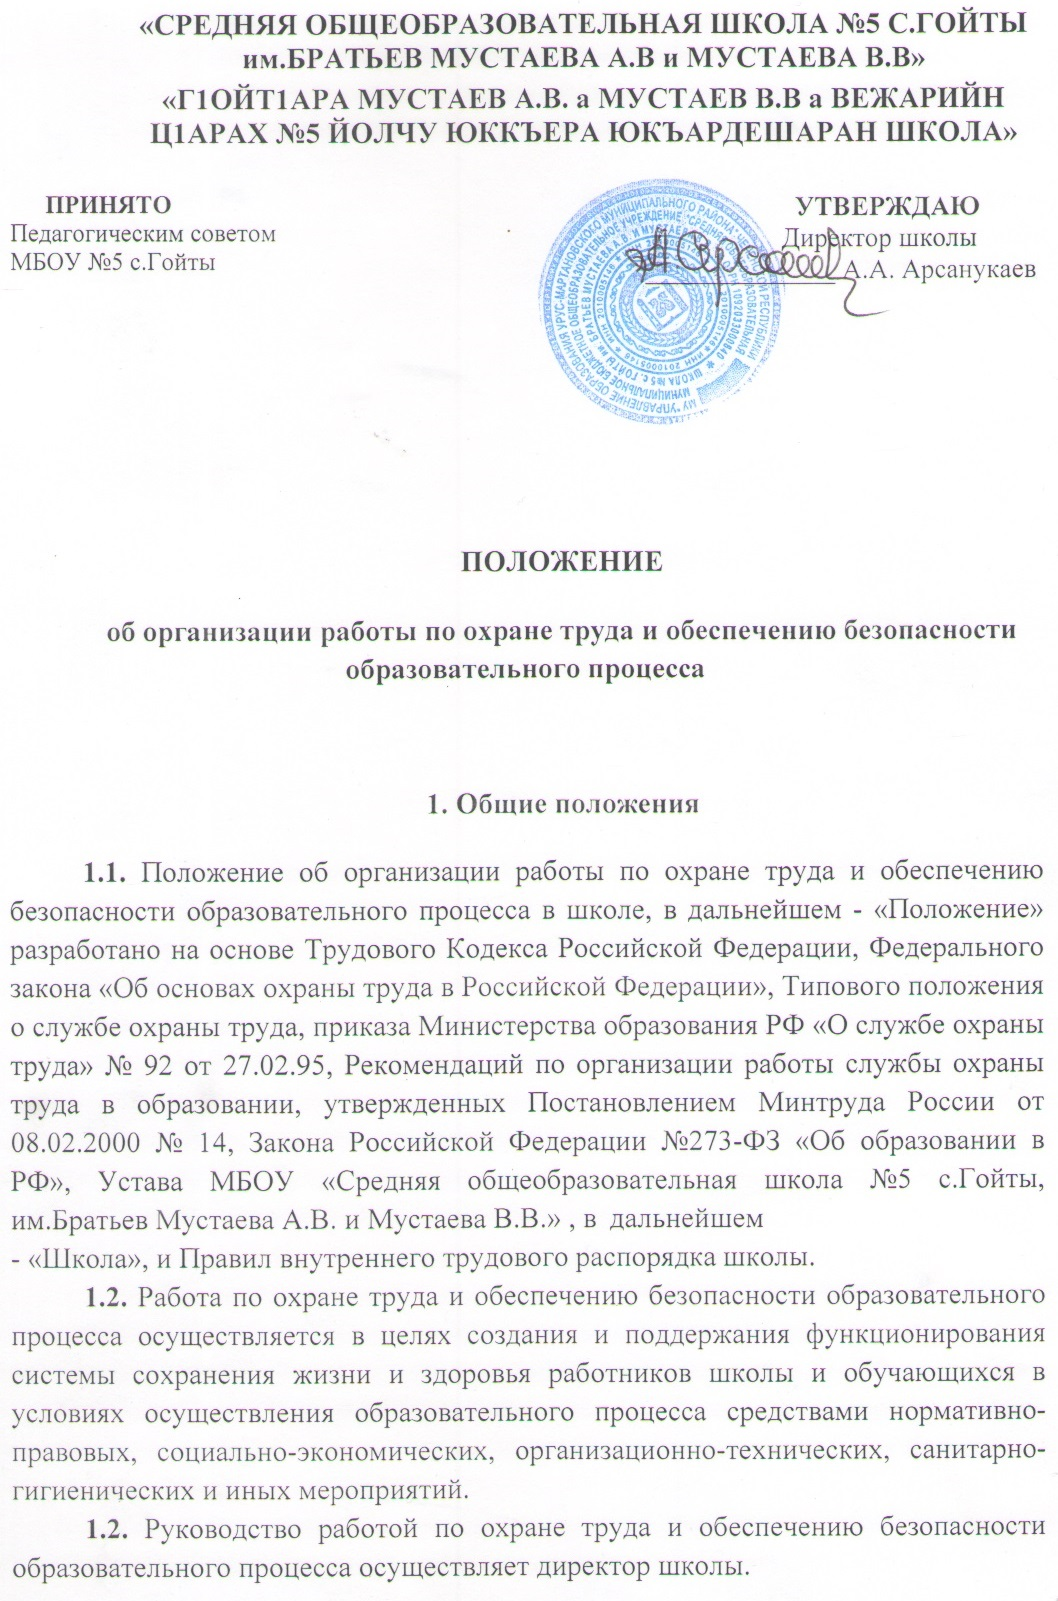 «СРЕДНЯЯ ОБЩЕОБРАЗОВАТЕЛЬНАЯ ШКОЛА №5 С.ГОЙТЫ
им.БРАТЬЕВ МУСТАЕВА А.В и МУСТАЕВА В.В»
«Г1ОЙТ1АРА МУСТАЕВ А.В. а МУСТАЕВ В.В а ВЕЖАРИЙН
Ц1АРАХ №5 ЙОЛЧУ ЮККЪЕРА ЮКЪАРДЕШАРАН ШКОЛА»
ПРИНЯТО
Педагогическим советом
МБОУ №5 с.Гойты
УТВЕРЖДАЮ
Директор школы
А.А. Арсанукаев
ПОЛОЖЕНИЕ
об организации работы по охране труда и обеспечению безопасности
образовательного процесса
1. Общие положения
1.1. Положение об организации работы по охране труда и обеспечению
безопасности образовательного процесса в школе, в дальнейшем - «Положение»
разработано на основе Трудового Кодекса Российской Федерации, Федерального
закона «Об основах охраны труда в Российской Федерации», Типового положения
о службе охраны труда, приказа Министерства образования РФ «О службе охраны
труда» № 92 от 27.02.95, Рекомендаций по организации работы службы охраны
труда в образовании, утвержденных Постановлением Минтруда России от
08.02.2000 № 14, Закона Российской Федерации №273-ФЗ «Об образовании в
РФ», Устава МБОУ «Средняя общеобразовательная школа №5 с.Гойты,
им.Братьев Мустаева А.В. и Мустаева В.В.» , в дальнейшем
- «Школа», и Правил внутреннего трудового распорядка школы.
1.2. Работа по охране труда и обеспечению безопасности образовательного
процесса осуществляется в целях создания и поддержания функционирования
системы сохранения жизни и здоровья работников школы и обучающихся в
условиях осуществления образовательного процесса средствами нормативно-
правовых, социально-экономических, организационно-технических, санитарно-
гигиенических и иных мероприятий.
1.2. Руководство работой по охране труда и обеспечению безопасности
образовательного процесса осуществляет директор школы.